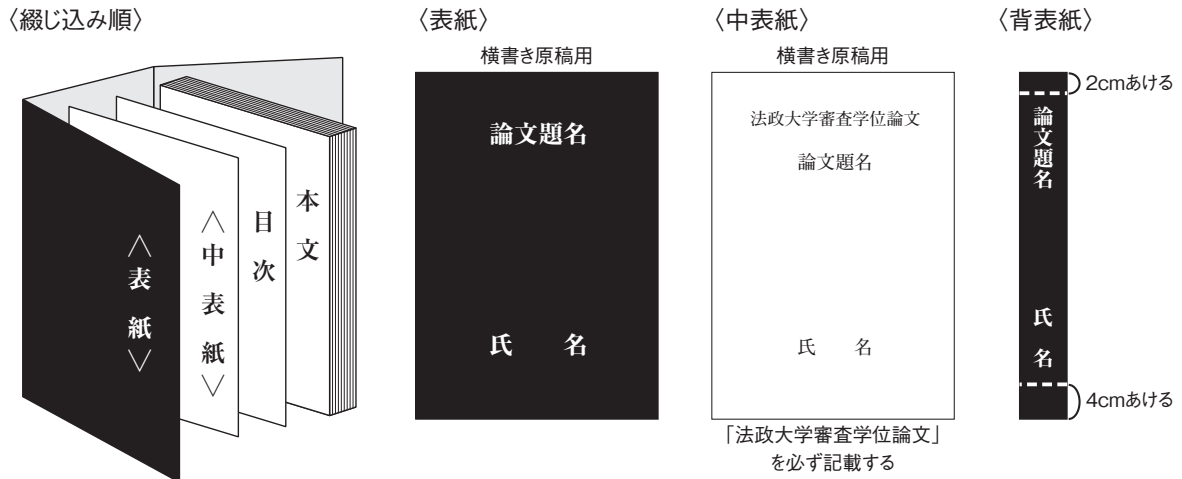 〈綴じ込み順〉
〈表紙〉
〈中表紙〉
本文
目次
〈表紙〉
横書き原稿用
論文題名
氏　名
〈中表紙〉
横書き原稿用
法政大学審査学位論文
論文題名
氏　名
「法政大学審査学位論文」
を必ず記載する
〈背表紙〉
2cmあける
論文題名
氏名
4cmあける